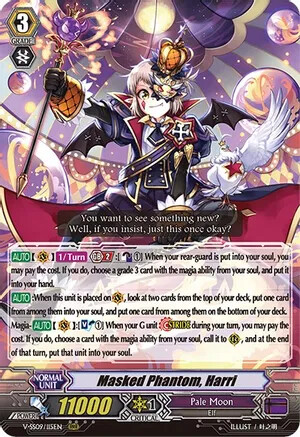 3
GRADE
You want to see something new?
Well, if you insist, just this once okay?
AUTO 1/Turn CB 2 When your rear-guard is put into your soul, you
may pay the cost. If you do, choose a grade 3 card with the magia ability from your soul, and put it
into your hand.
AUTO :When this unit is placed on , look at two cards from the top of your deck, put one card
from among them into your soul, and put one card from among them on the bottom of your deck.
Magia- AUTO When your G unit during your turn, you may pay the
cost. If you do, choose a card with the magia ability from your soul, call it to , and at the end
of that turn, put that unit into your soul.
NORMAL UNIT
Masked Phantom, Harri
POWER 11000
1
CRITICAL
Pale Moon
Elf
V-SS09/115EN RRR
ILLUST / 叶之明